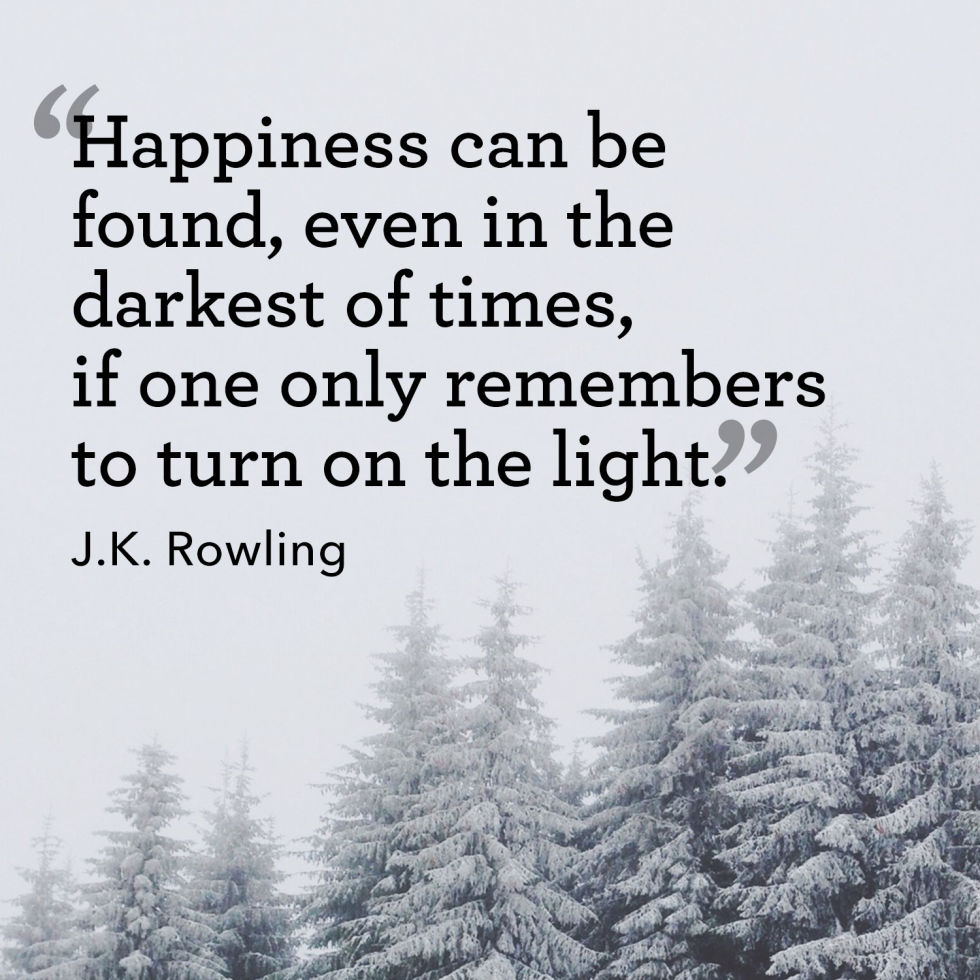 “Happiness can be
found, even in the
darkest of times,
if one only remembers
to turn on the light.”
J.K. Rowling